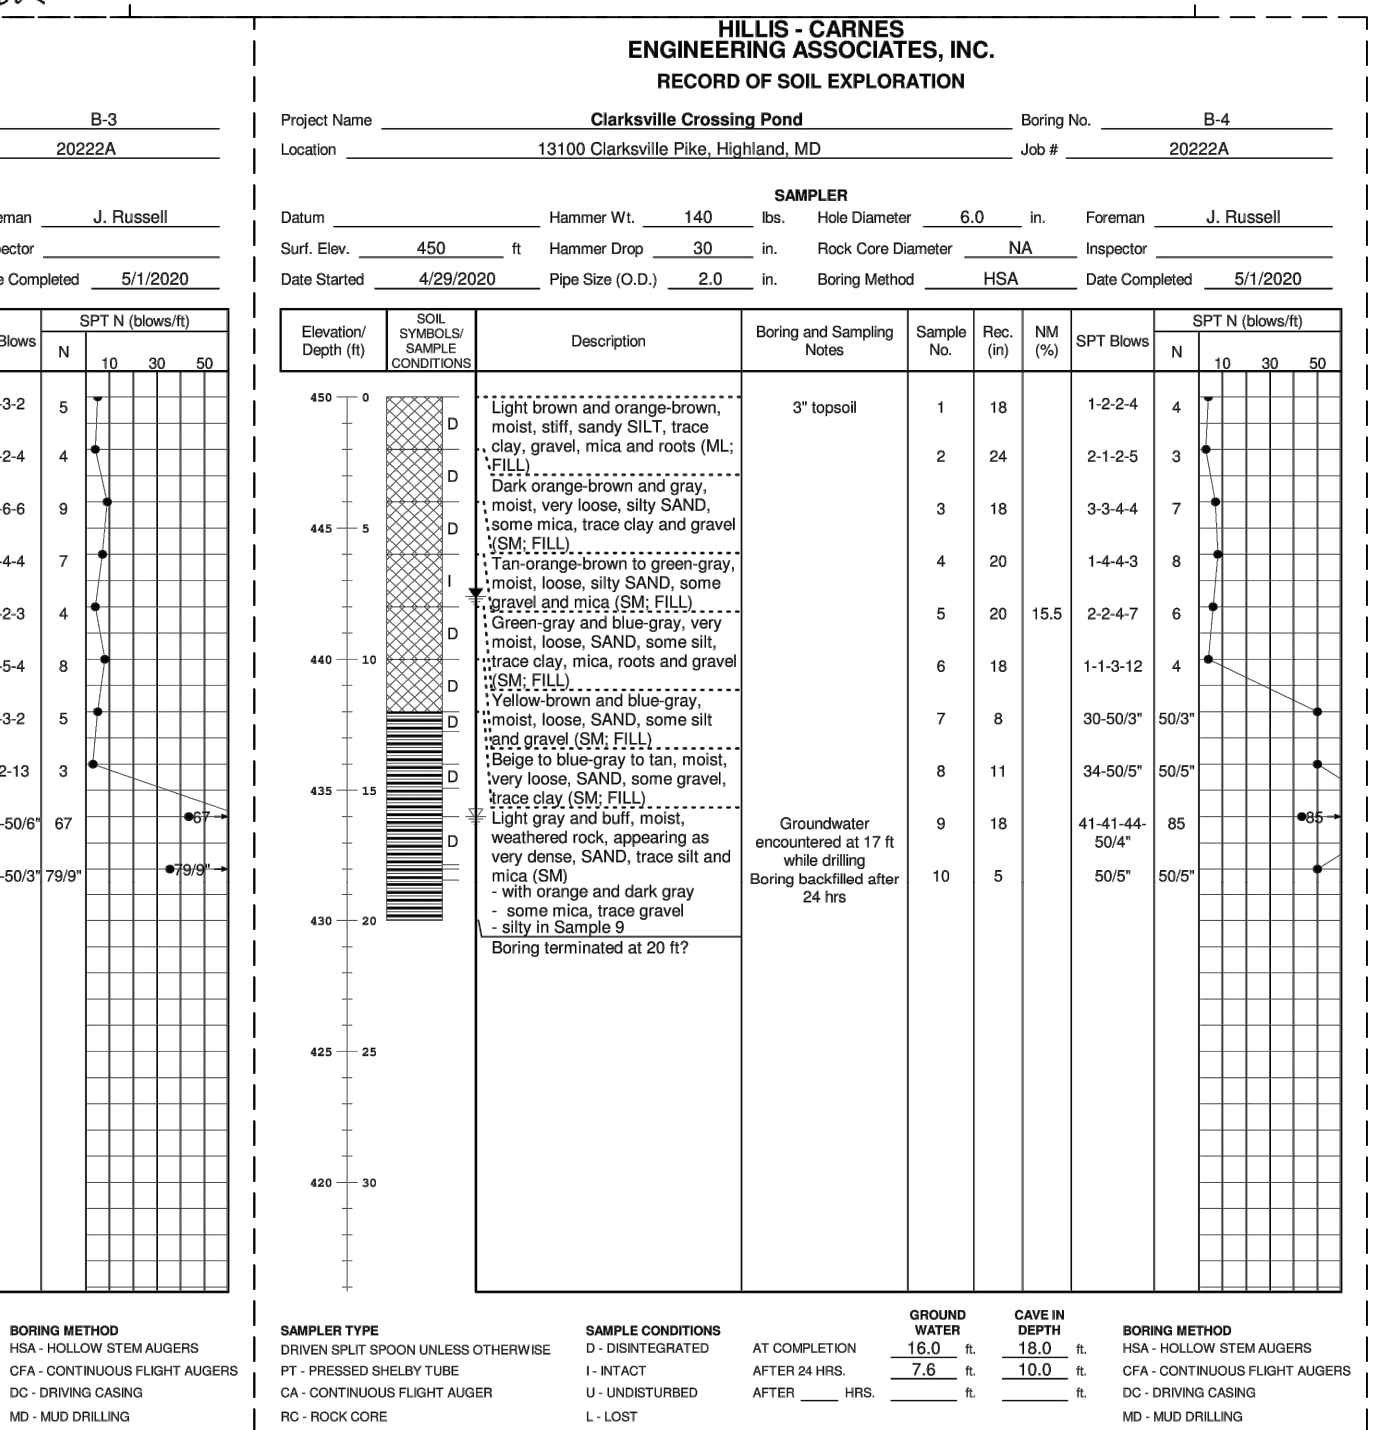 HILLIS - CARNES
ENGINEERING ASSOCIATES, INC.
RECORD OF SOIL EXPLORATION
B-3
20222A
eman J. Russell
ector
e Completed 5/1/2020
Blows
SPT N (blows/ft)
N
10 30 50
-3-2 5
-2-4 4
-6-6 9
-4-4 7
-2-3 4
-5-4 8
-3-2 5
2-13 3
-50/6" 67 67
-50/3" 79/9" 79/9"
BORING METHOD
HSA - HOLLOW STEM AUGERS
CFA - CONTINUOUS FLIGHT AUGERS
DC - DRIVING CASING
MD - MUD DRILLING
Project Name Clarksville Crossing Pond Boring No. B-4
Location 13100 Clarksville Pike, Highland, MD Job # 20222A
SAMPLER
Datum Hammer Wt. 140 lbs. Hole Diameter 6.0 in. Foreman J. Russell
Surf. Elev. 450 ft Hammer Drop 30 in. Rock Core Diameter NA Inspector
Date Started 4/29/2020 Pipe Size (O.D.) 2.0 in. Boring Method HSA Date Completed 5/1/2020
Elevation/
Depth (ft)
SOIL
SYMBOLS/
SAMPLE
CONDITIONS
Description
Boring and Sampling
Notes
Sample
No.
Rec.
(in)
NM
(%)
SPT Blows
SPT N (blows/ft)
N
10 30 50
450 0
445 5
440 10
435 15
430 20
425 25
420 30
D
D
D
I
D
D
D
D
D
Light brown and orange-brown,
moist, stiff, sandy SILT, trace
clay, gravel, mica and roots (ML;
FILL)
Dark orange-brown and gray,
moist, very loose, silty SAND,
some mica, trace clay and gravel
(SM; FILL)
Tan-orange-brown to green-gray,
moist, loose, silty SAND, some
gravel and mica (SM; FILL)
Green-gray and blue-gray, very
moist, loose, SAND, some silt,
trace clay, mica, roots and gravel
(SM; FILL)
Yellow-brown and blue-gray,
moist, loose, SAND, some silt
and gravel (SM; FILL)
Beige to blue-gray to tan, moist,
very loose, SAND, some gravel,
trace clay (SM; FILL)
Light gray and buff, moist,
weathered rock, appearing as
very dense, SAND, trace silt and
mica (SM)
- with orange and dark gray
- some mica, trace gravel
- silty in Sample 9
Boring terminated at 20 ft?
3" topsoil
Groundwater
encountered at 17 ft
while drilling
Boring backfilled after
24 hrs
1 18 1-2-2-4 4
2 24 2-1-2-5 3
3 18 3-3-4-4 7
4 20 1-4-4-3 8
5 20 15.5 2-2-4-7 6
6 18 1-1-3-12 4
7 8 30-50/3" 50/3"
8 11 34-50/5" 50/5"
9 18 41-41-44- 85 85
50/4"
10 5 50/5" 50/5"
SAMPLER TYPE
DRIVEN SPLIT SPOON UNLESS OTHERWISE
PT - PRESSED SHELBY TUBE
CA - CONTINUOUS FLIGHT AUGER
RC - ROCK CORE
SAMPLE CONDITIONS
D - DISINTEGRATED
I - INTACT
U - UNDISTURBED
L - LOST
GROUND
WATER
CAVE IN
DEPTH
AT COMPLETION 16.0 ft. 18.0 ft.
AFTER 24 HRS. 7.6 ft. 10.0 ft.
AFTER HRS. ft. ft.
BORING METHOD
HSA - HOLLOW STEM AUGERS
CFA - CONTINUOUS FLIGHT AUGERS
DC - DRIVING CASING
MD - MUD DRILLING